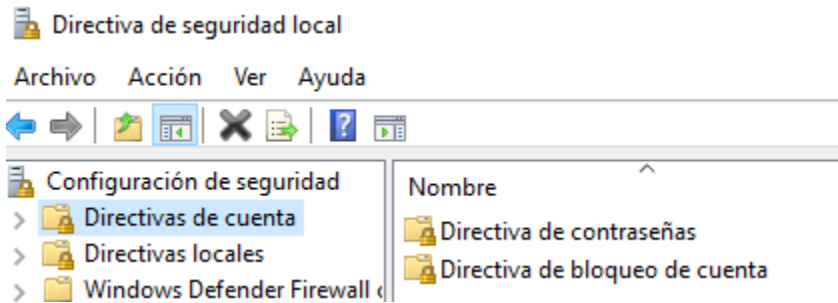 Directiva de seguridad local
Archivo Acción Ver Ayuda
Configuración de seguridad
Directivas de cuenta
Directivas locales
Windows Defender Firewall
Nombre
Directiva de contraseñas
Directiva de bloqueo de cuenta